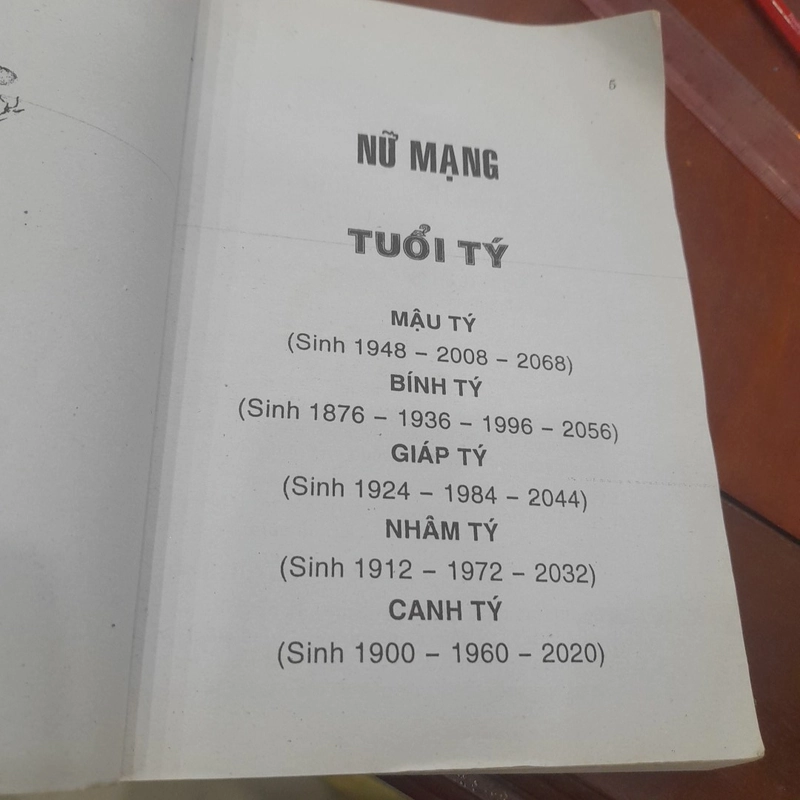 5
NỮ MẠNG
TUỔI TÝ
MẬU TÝ
(Sinh 1948 – 2008 – 2068)
BÍNH TÝ
(Sinh 1876 – 1936 – 1996 – 2056)
GIÁP TÝ
(Sinh 1924 – 1984 – 2044)
NHÂM TÝ
(Sinh 1912 – 1972 – 2032)
CANH TÝ
(Sinh 1900 – 1960 – 2020)